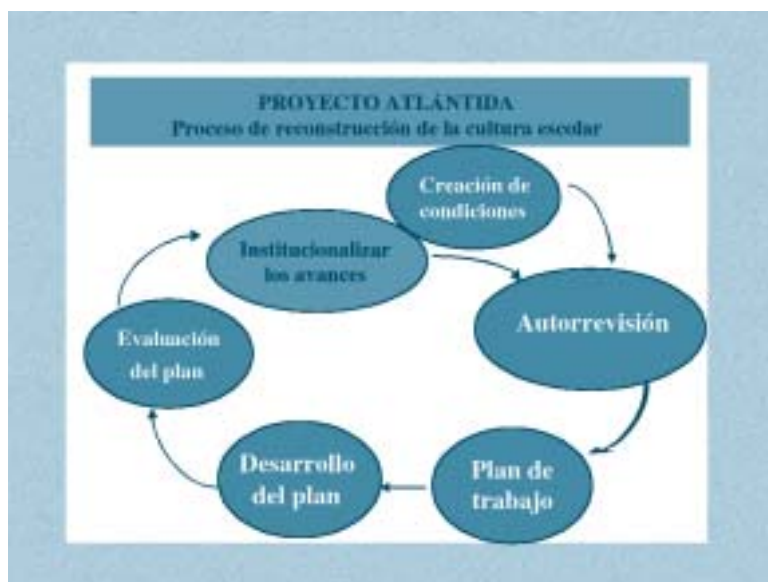 PROYECTO ATLÁNTIDA
Proceso de reconstrucción de la cultura escolar
Creación de
condiciones
Institucionalizar
los avances
Autorrevisión
Evaluación
del plan
Desarrollo
del plan
Plan de
trabajo